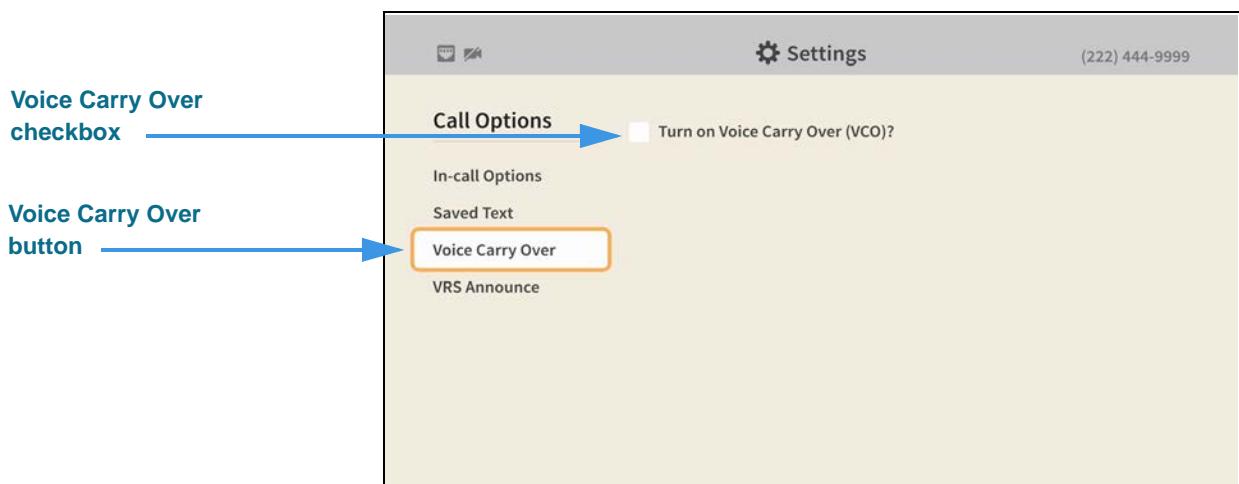 Settings
(222) 444-9999
Voice Carry Over
checkbox
Call Options
Turn on Voice Carry Over (VCO)?
In-call Options
Voice Carry Over
button
Saved Text
Voice Carry Over
VRS Announce